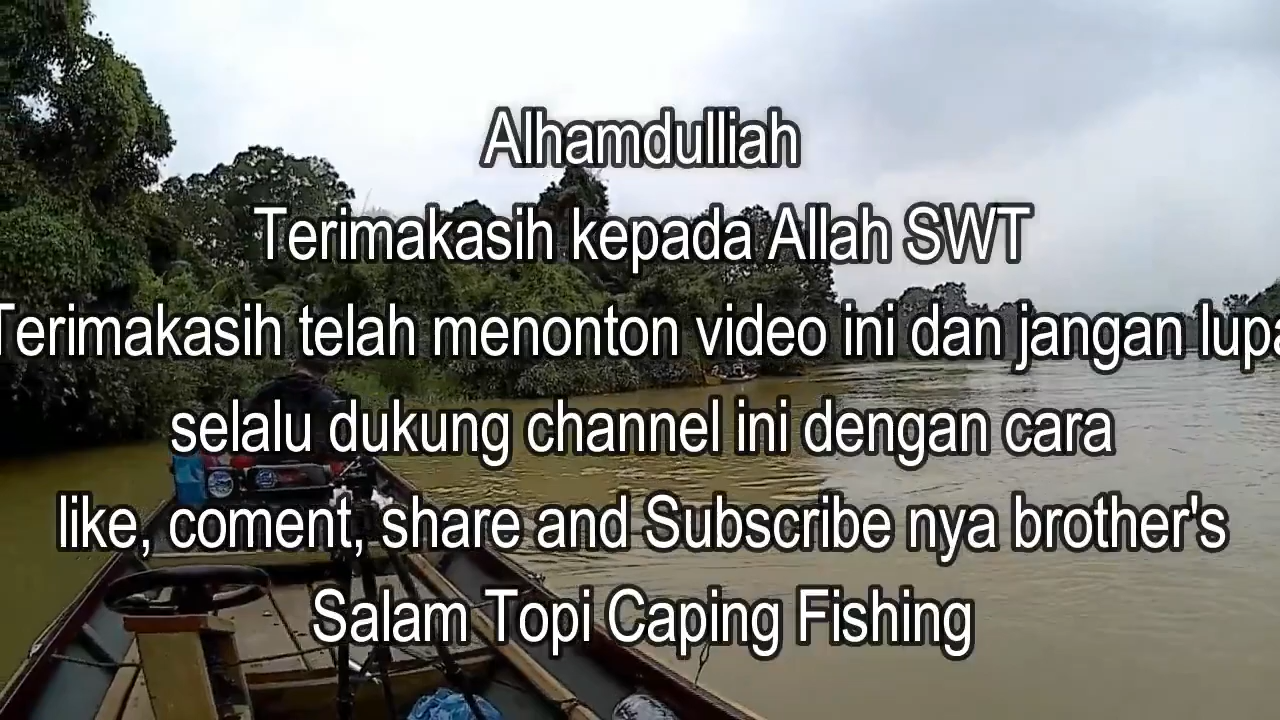 Alhamdulliah
Terimakasih kepada Allah SWT
Terimakasih telah menonton video ini dan jangan lupa
selalu dukung channel ini dengan cara
like, coment, share and Subscribe nya brother's
Salam Topi Caping Fishing